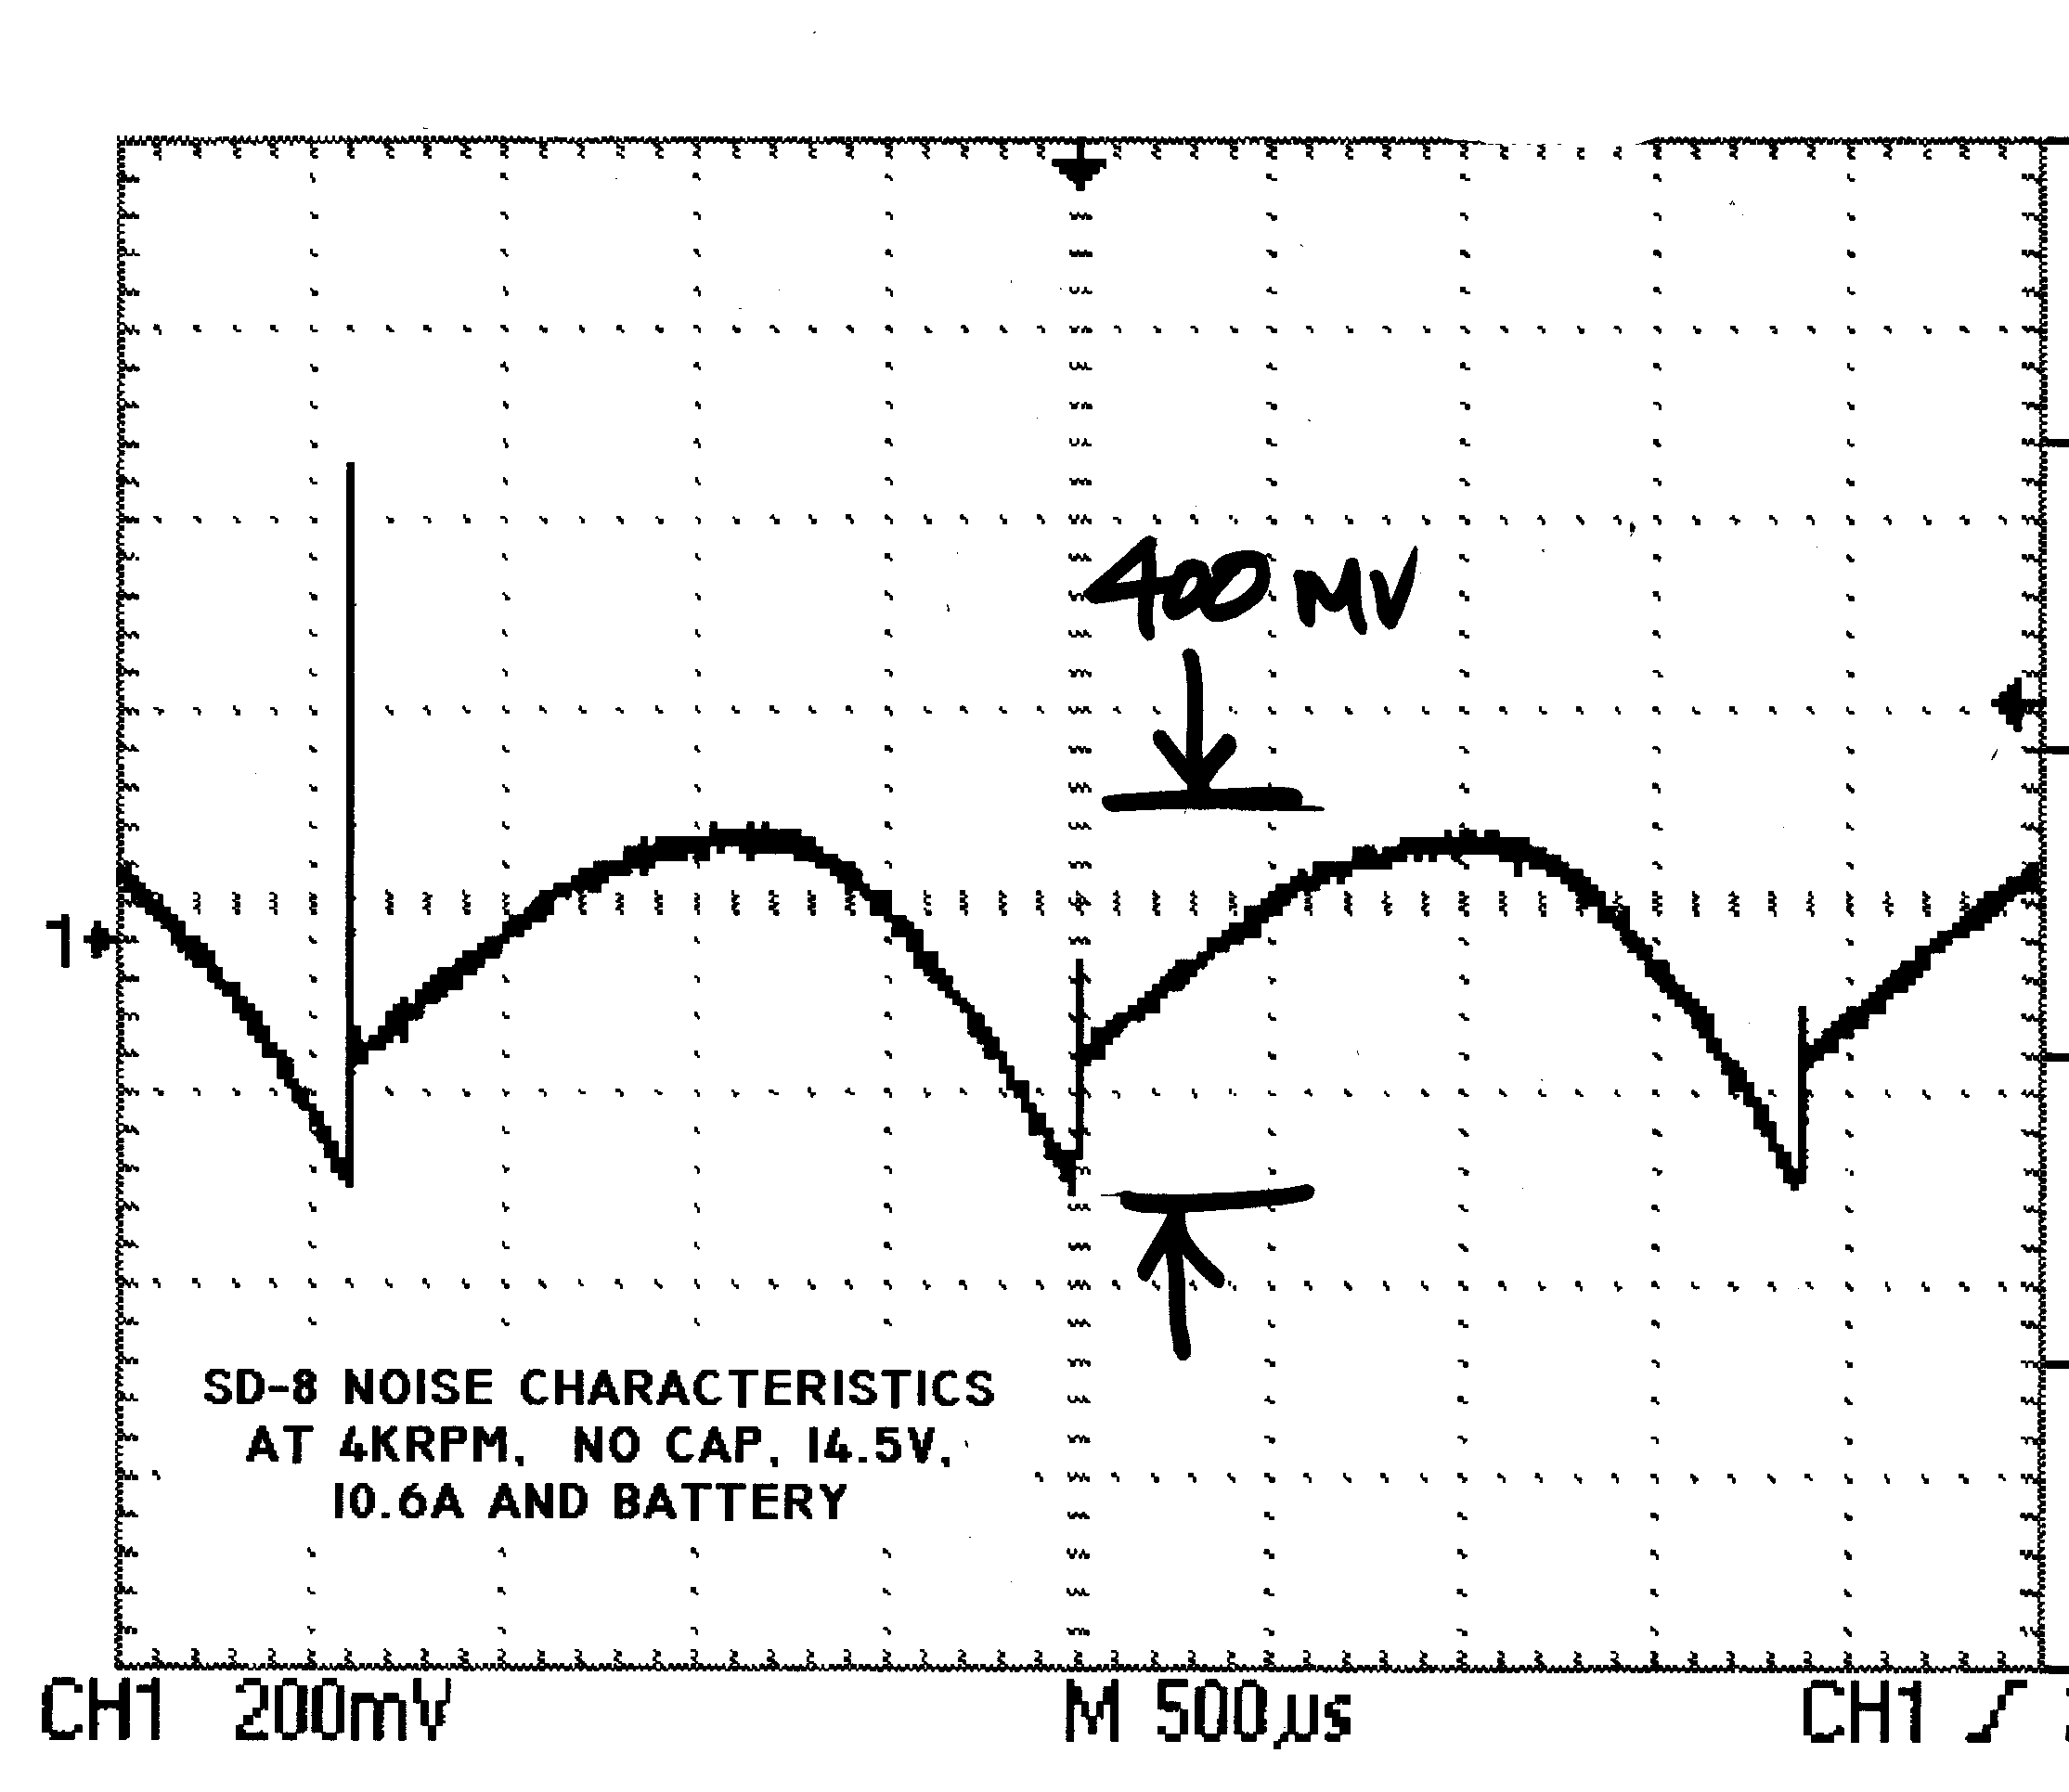 400 MV
1
SD-8 NOISE CHARACTERISTICS
AT 4KRPM, NO CAP, 14.5V,
10.6A AND BATTERY
CH1 200mV M 500µs CH1